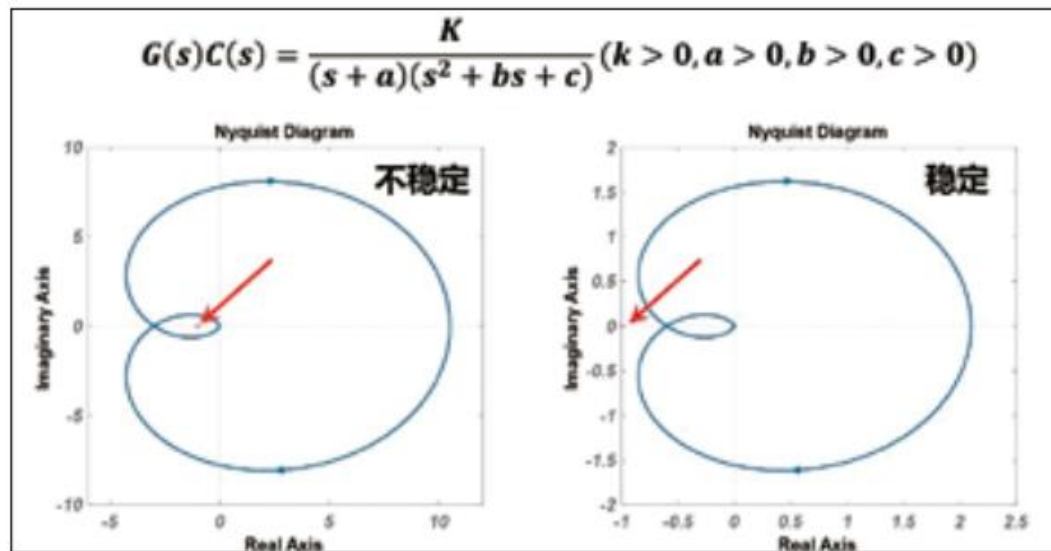 G(s)C(s) = K / (s + a)(s² + bs + c) (k > 0, a > 0, b > 0, c > 0)
Nyquist Diagram
不稳定
10
5
0
-5
-10
-5
0
5
10
Imaginary Axis
Real Axis
Nyquist Diagram
稳定
2
1.5
1
0.5
0
-0.5
-1
-1.5
-2
-1
-0.5
0
0.5
1
1.5
2
2.5
Imaginary Axis
Real Axis